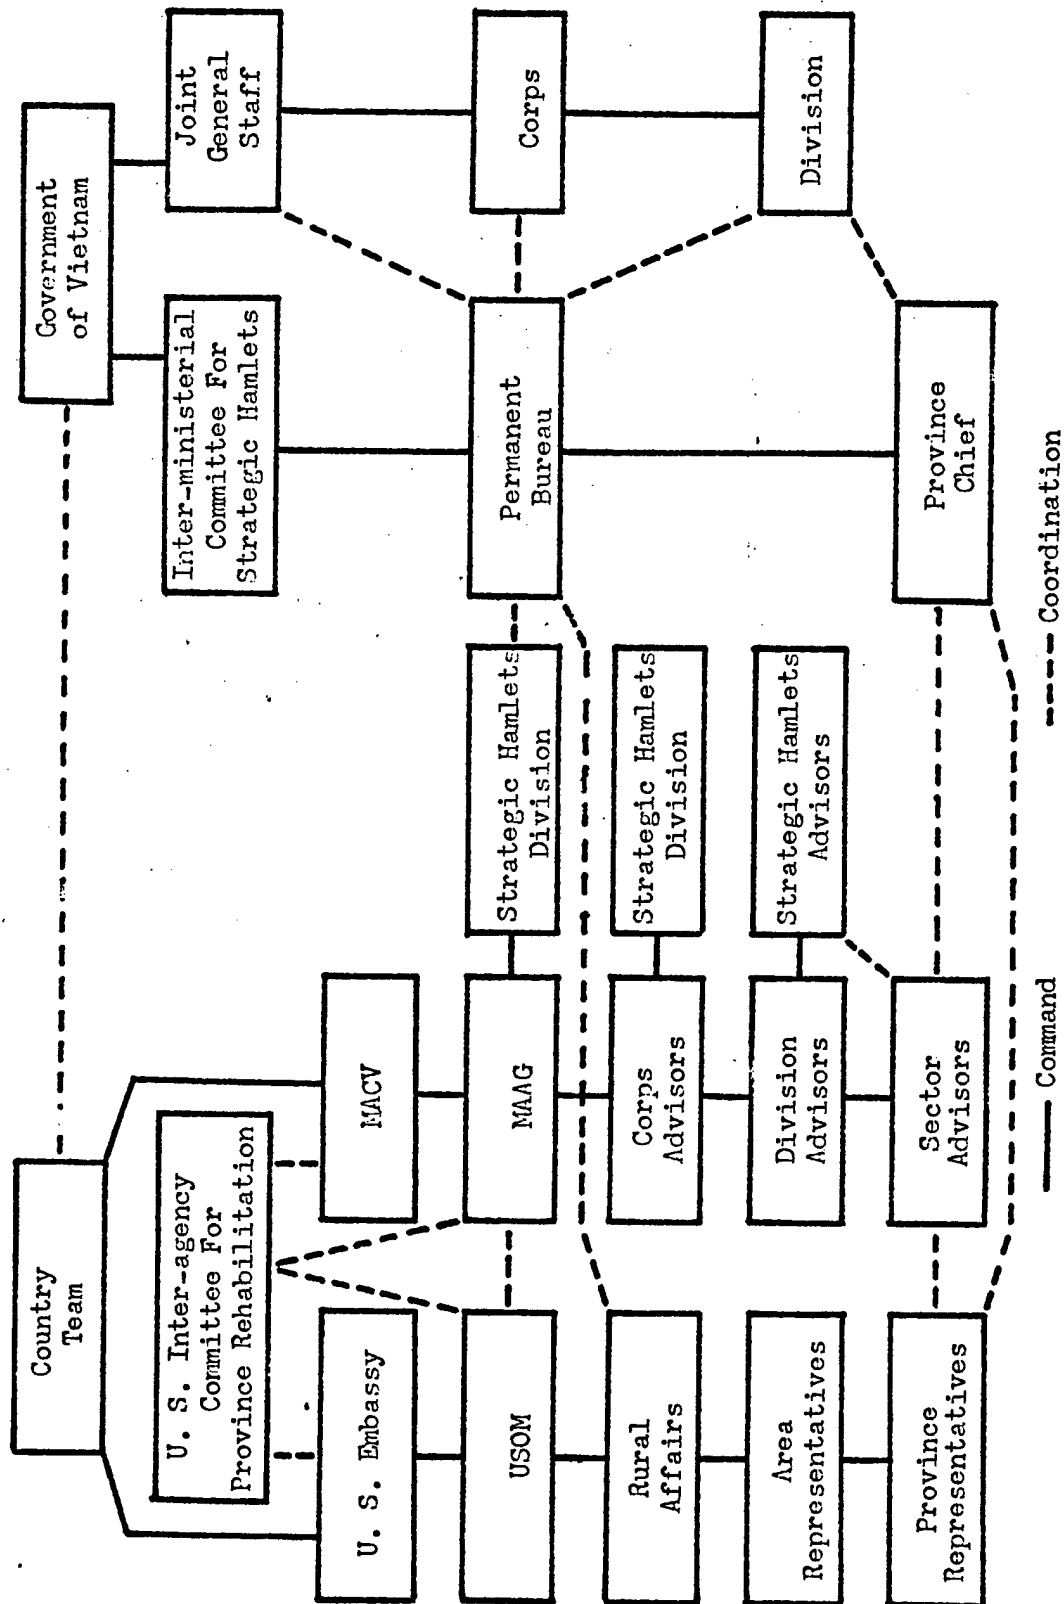 Country
Team
Government
of Vietnam
U. S. Inter-agency
Committee For
Province Rehabilitation
Inter-ministerial
Committee For
Strategic Hamlets
Joint
General
Staff
U. S. Embassy
MACV
USOM
MAAG
Strategic Hamlets
Division
Permanent
Bureau
Corps
Rural
Affairs
Corps
Advisors
Strategic Hamlets
Division
Area
Representatives
Division
Advisors
Strategic Hamlets
Advisors
Division
Province
Representatives
Sector
Advisors
Province
Chief
Command
Coordination